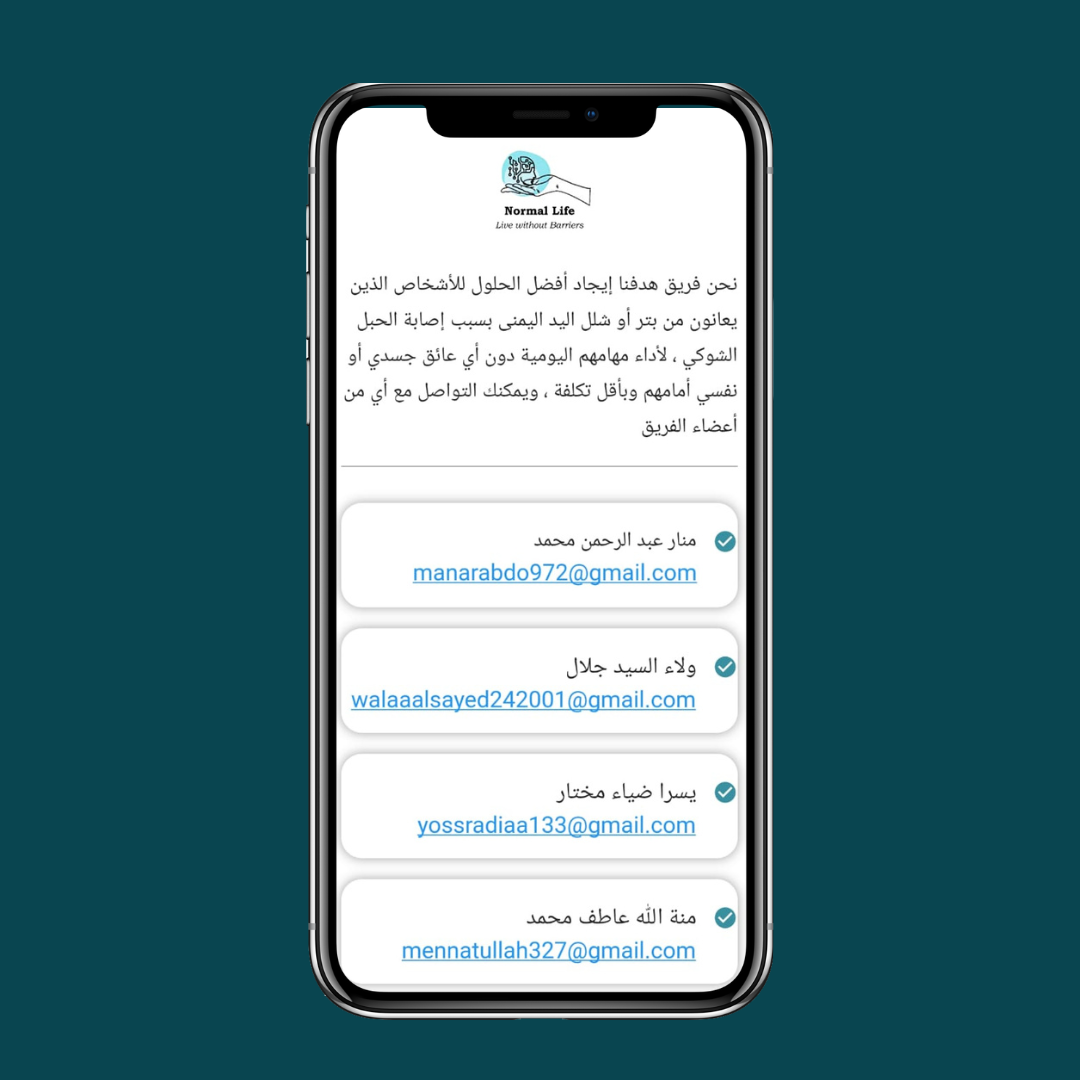 Normal Life
Live without Barriers
نحن فريق هدفنا إيجاد أفضل الحلول للأشخاص الذين
يعانون من بتر أو شلل اليد اليمنى بسبب إصابة الحبل
الشوكي ، لأداء مهامهم اليومية دون أي عائق جسدي أو
نفسي أمامهم وبأقل تكلفة ، ويمكنك التواصل مع أي من
أعضاء الفريق
منار عبد الرحمن محمد
manarabdo972@gmail.com
ولاء السيد جلال
walaaalsayed242001@gmail.com
يسرا ضياء مختار
yossradiaa133@gmail.com
منة الله عاطف محمد
mennatullah327@gmail.com